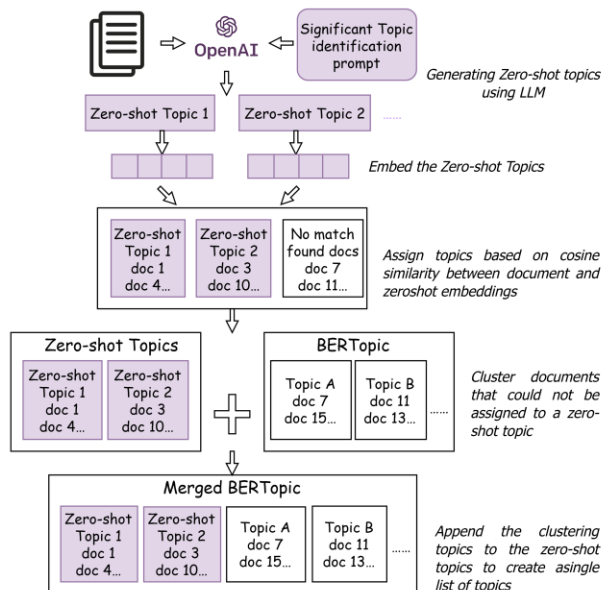 OpenAI
Significant Topic
identification
prompt
Generating Zero-shot topics
using LLM
Zero-shot Topic 1
Zero-shot Topic 2
......
Embed the Zero-shot Topics
Zero-shot
Topic 1
doc 1
doc 4...
Zero-shot
Topic 2
doc 3
doc 10...
No match
found docs
doc 7
doc 11...
Assign topics based on cosine
similarity between document and
zeroshot embeddings
Zero-shot Topics
Zero-shot
Topic 1
doc 1
doc 4...
Zero-shot
Topic 2
doc 3
doc 10...
BERTopic
Topic A
doc 7
doc 15...
Topic B
doc 11
doc 13...
......
Cluster documents
that could not be
assigned to a zero-
shot topic
Merged BERTopic
Zero-shot
Topic 1
doc 1
doc 4...
Zero-shot
Topic 2
doc 3
doc 10...
Topic A
doc 7
doc 15...
Topic B
doc 11
doc 13...
......
Append the clustering
topics to the zero-shot
topics to create asingle
list of topics